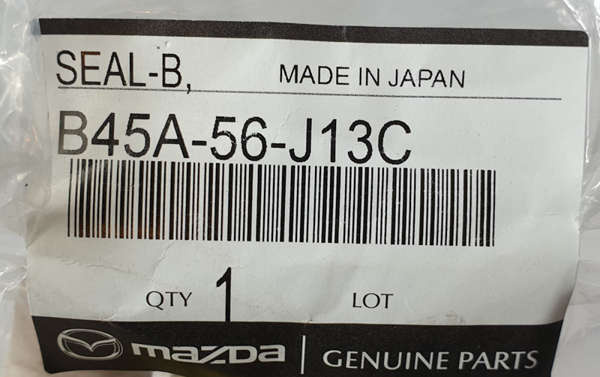 SEAL-B, MADE IN JAPAN
B45A-56-J13C
QTY 1 LOT
mazda GENUINE PARTS